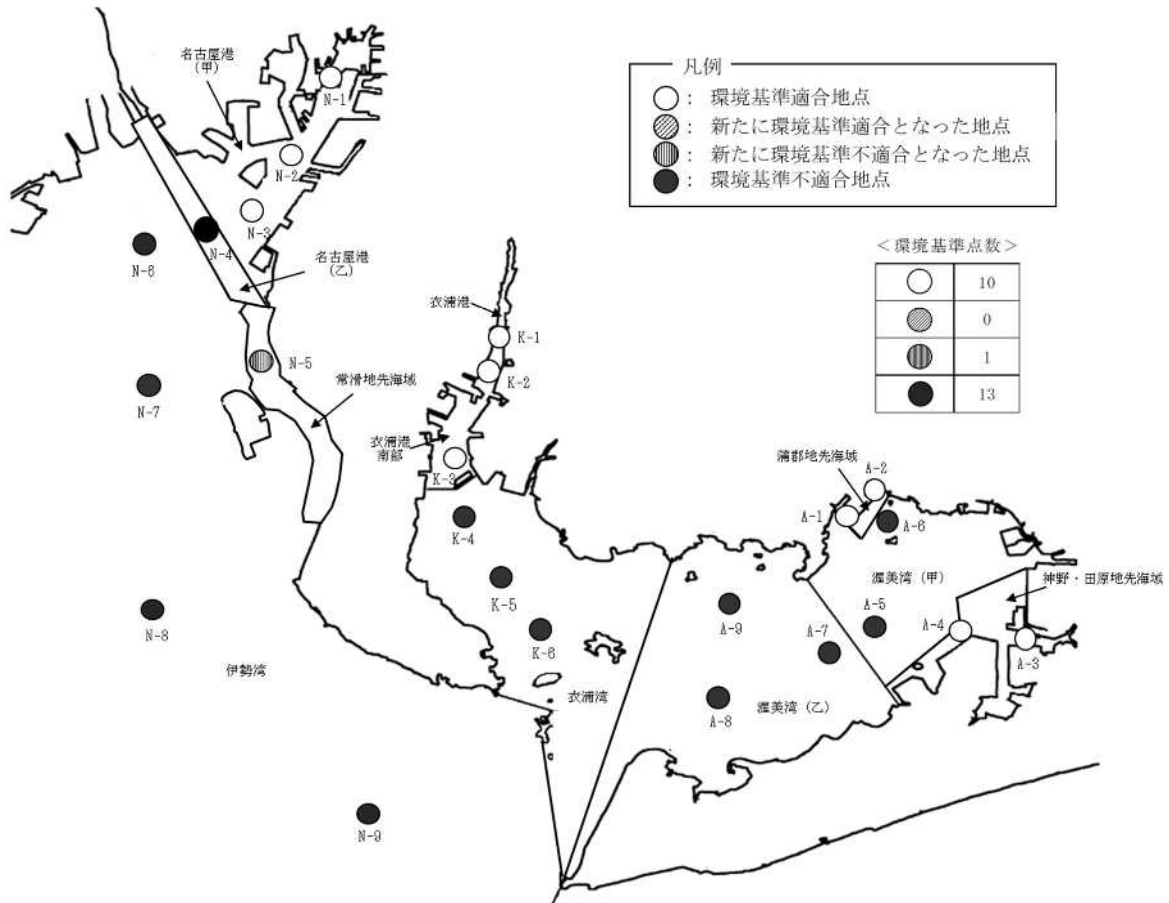 名古屋港
(甲)
N-1
N-2
N-3
N-4
N-6
名古屋港
(乙)
N-5
N-7
常滑地先海域
N-8
伊勢湾
N-9
衣浦港
K-1
K-2
衣浦港
南部
K-3
K-4
K-5
K-6
衣浦湾
凡例
○ : 環境基準適合地点
: 新たに環境基準適合となった地点
: 新たに環境基準不適合となった地点
● : 環境基準不適合地点
<環境基準点数>
10
0
1
13
蒲郡地先海域
A-2
A-1
A-6
渥美湾(甲)
神野・田原地先海域
A-5
A-4
A-3
A-9
A-7
A-8
渥美湾(乙)